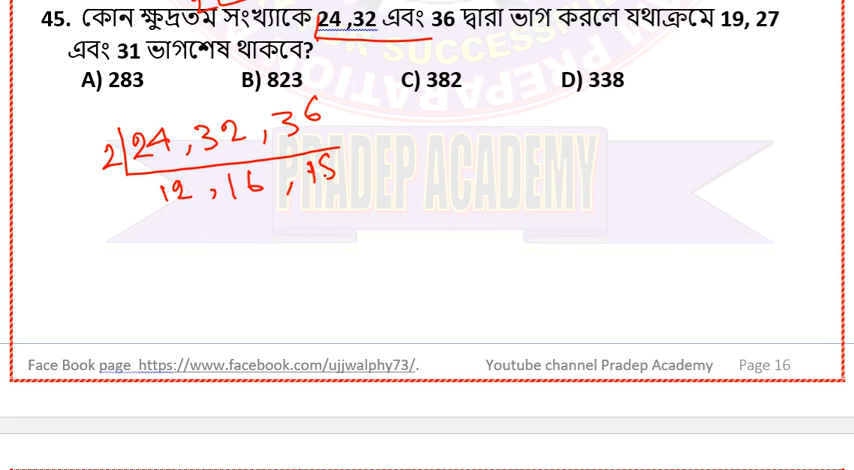 45. কোন ক্ষুদ্রতম সংখ্যাকে 24 ,32 এবং 36 দ্বারা ভাগ করলে যথাক্রমে 19, 27
এবং 31 ভাগশেষ থাকবে?
A) 283 B) 823 C) 382 D) 338
2 24 , 32 , 36
12 , 16 , 18
PRADEP ACADEMY
Face Book page https://www.facebook.com/ujjwalphy73/. Youtube channel Pradep Academy Page 16